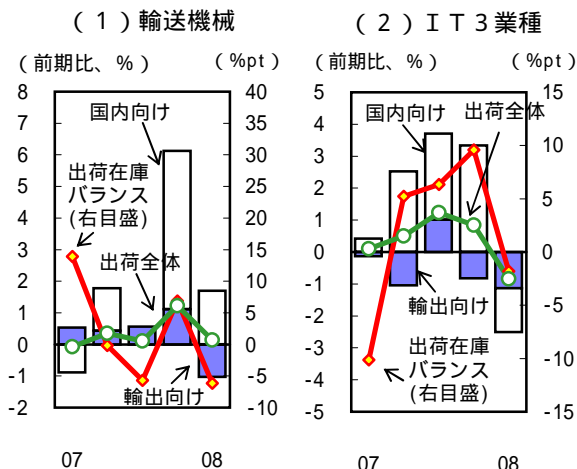 （１）輸送機械
（前期比、％）
（%pt）
8
7
6
5
4
3
2
1
0
-1
-2
40
35
30
25
20
15
10
5
0
-5
-10
国内向け
出荷在庫
バランス
(右目盛)
出荷全体
輸出向け
07
08
（２）ＩＴ３業種
（前期比、％）
（%pt）
5
4
3
2
1
0
-1
-2
-3
-4
-5
15
10
5
0
-5
-10
-15
国内向け
出荷全体
輸出向け
出荷在庫
バランス
(右目盛)
07
08